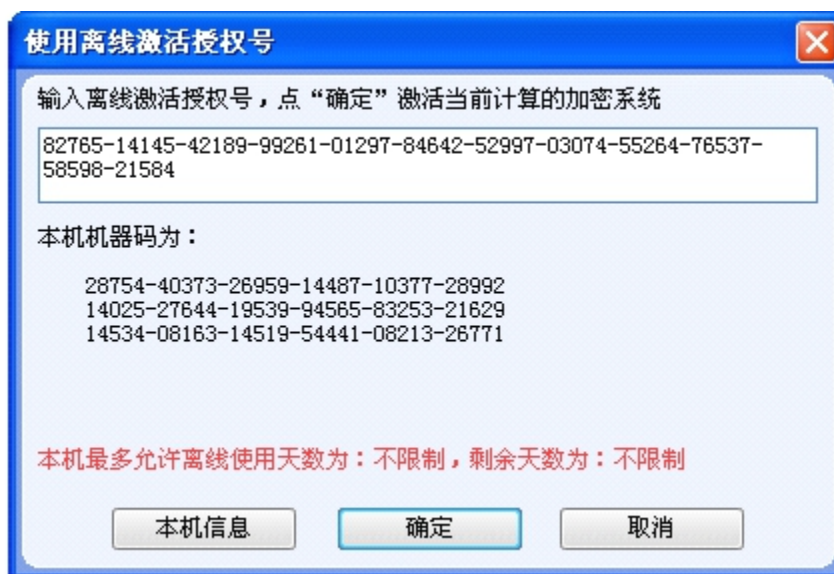 使用离线激活授权号
输入离线激活授权号，点“确定”激活当前计算的加密系统
82765-14145-42189-99261-01297-84642-52997-03074-55264-76537-
58598-21584
本机机器码为：
28754-40373-26959-14487-10377-28992
14025-27644-19539-94565-83253-21629
14534-08163-14519-54441-08213-26771
本机最多允许离线使用天数为：不限制，剩余天数为：不限制
本机信息
确定
取消